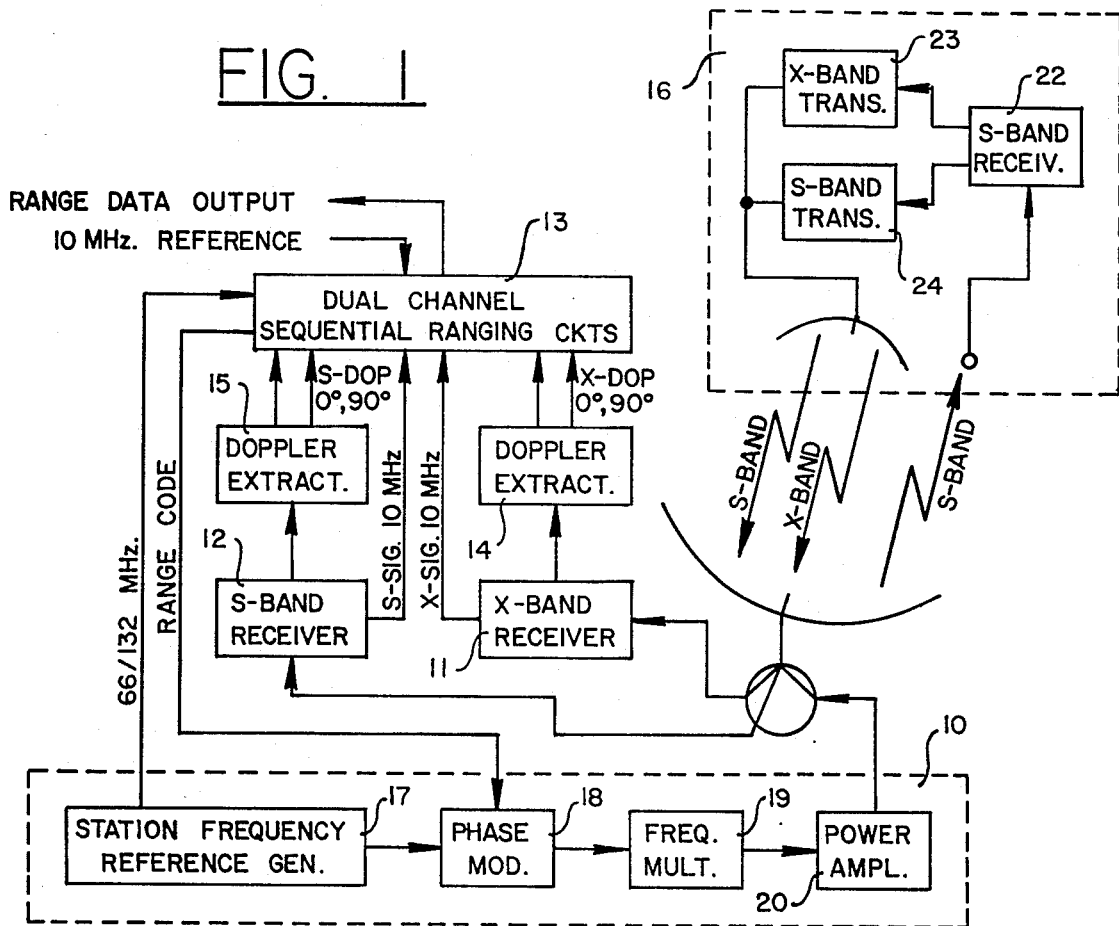 FIG. 1
23
16
X-BAND
TRANS.
22
S-BAND
RECEIV.
S-BAND
TRANS.
24
RANGE DATA OUTPUT
10 MHz. REFERENCE
13
DUAL CHANNEL
SEQUENTIAL RANGING CKTS
S-DOP
0°,90°
X-DOP
0°,90°
15
DOPPLER
EXTRACT.
DOPPLER
EXTRACT.
14
S-SIG. 10 MHz
X-SIG. 10 MHz
S-BAND
X-BAND
S-BAND
12
S-BAND
RECEIVER
X-BAND
RECEIVER
11
66/132 MHz.
RANGE CODE
10
STATION FREQUENCY
REFERENCE GEN.
17
PHASE
MOD.
18
FREQ.
MULT.
19
POWER
AMPL.
20